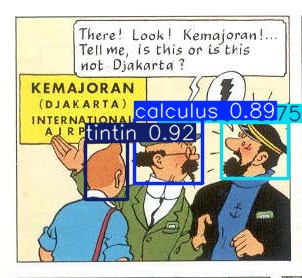 There! Look! Kemajoran!...
Tell me, is this or is this
not Djakarta?
KEMAJORAN
(DJAKARTA)
INTERNATIONAL
calculus 0.89
75
tintin 0.92